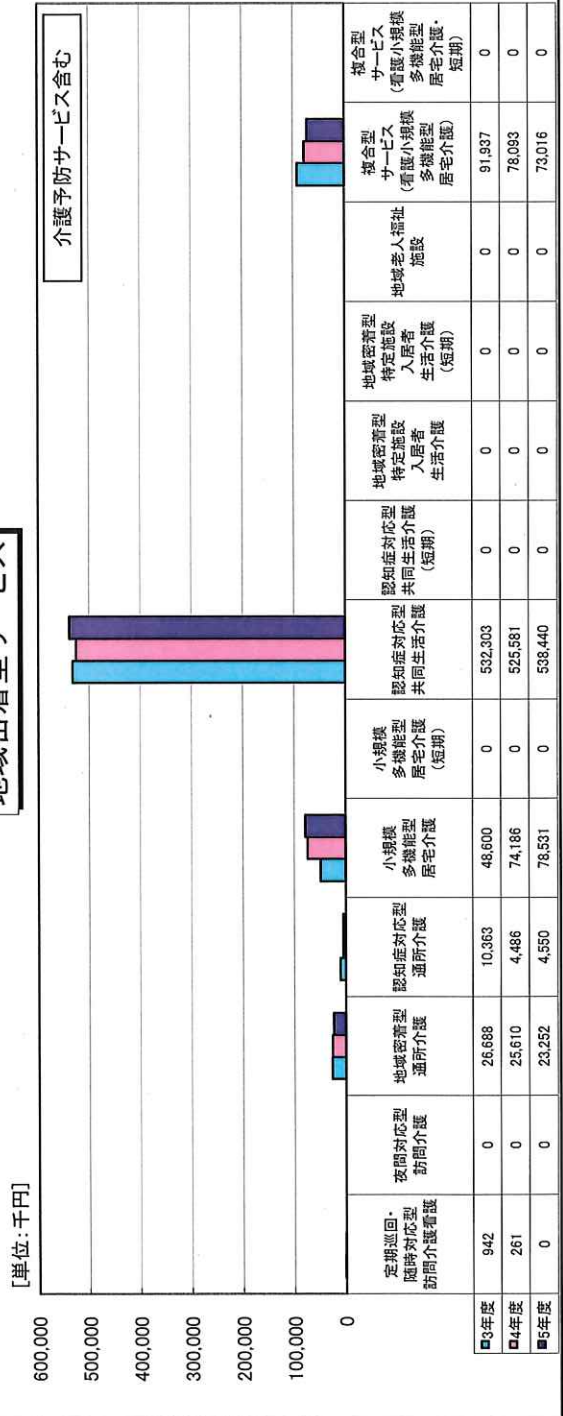 地域密着型サービス
[単位:千円]
介護予防サービス含む
600,000
500,000
400,000
300,000
200,000
100,000
0
定期巡回・
随時対応型
訪問介護看護
夜間対応型
訪問介護
地域密着型
通所介護
認知症対応型
通所介護
小規模
多機能型
居宅介護
小規模
多機能型
居宅介護
(短期)
認知症対応型
共同生活介護
認知症対応型
共同生活介護
(短期)
地域密着型
特定施設
入居者
生活介護
地域密着型
特定施設
入居者
生活介護
(短期)
地域老人福祉
施設
複合型
サービス
(看護小規模
多機能型
居宅介護)
複合型
サービス
(看護小規模
多機能型
居宅介護・
短期)
3年度 942 0 26,688 10,363 48,600 0 532,303 0 0 0 0 91,937 0
4年度 261 0 25,610 4,486 74,186 0 525,581 0 0 0 0 78,093 0
5年度 0 0 23,252 4,550 78,531 0 538,440 0 0 0 0 73,016 0